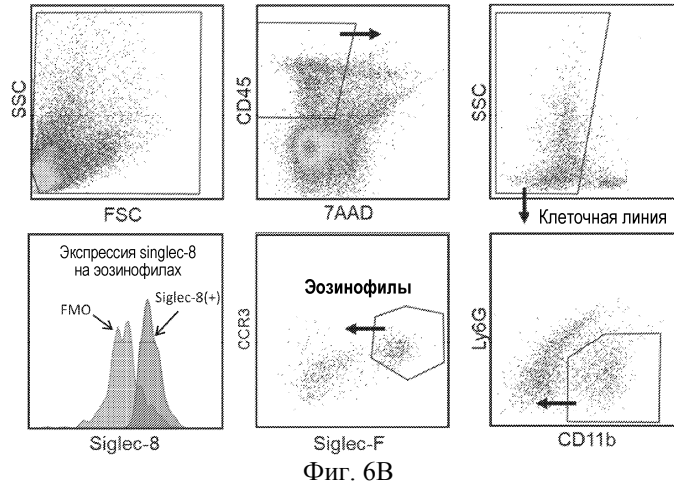 SSC
FSC
CD45
7AAD
SSC
Клеточная линия
Экспрессия singlec-8
на эозинофилах
FMO
Siglec-8(+)
Siglec-8
Эозинофилы
CCR3
Siglec-F
Ly6G
CD11b
Фиг. 6B